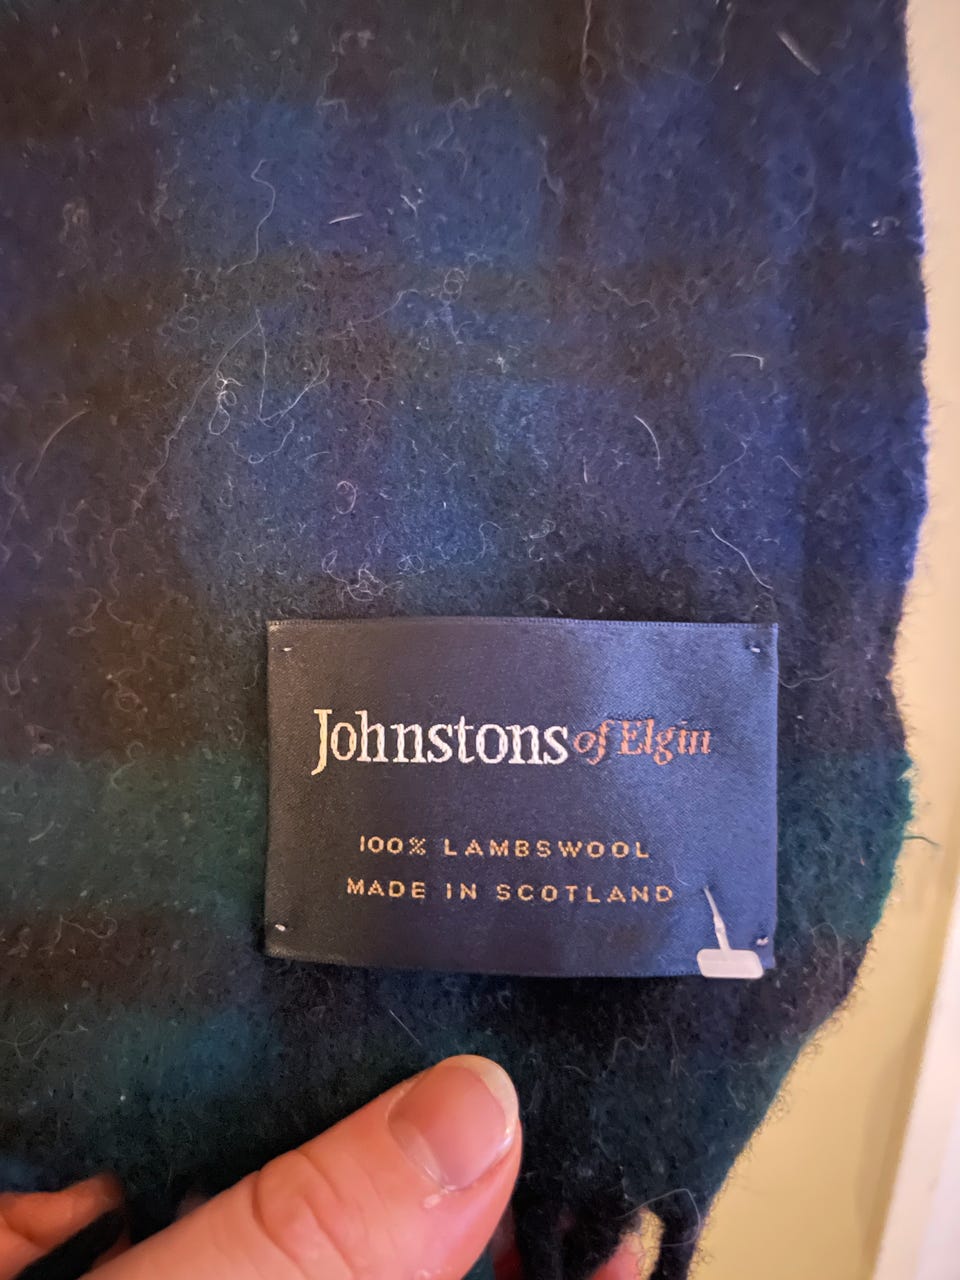 Johnstons of Elgin
100% LAMBSWOOL
MADE IN SCOTLAND